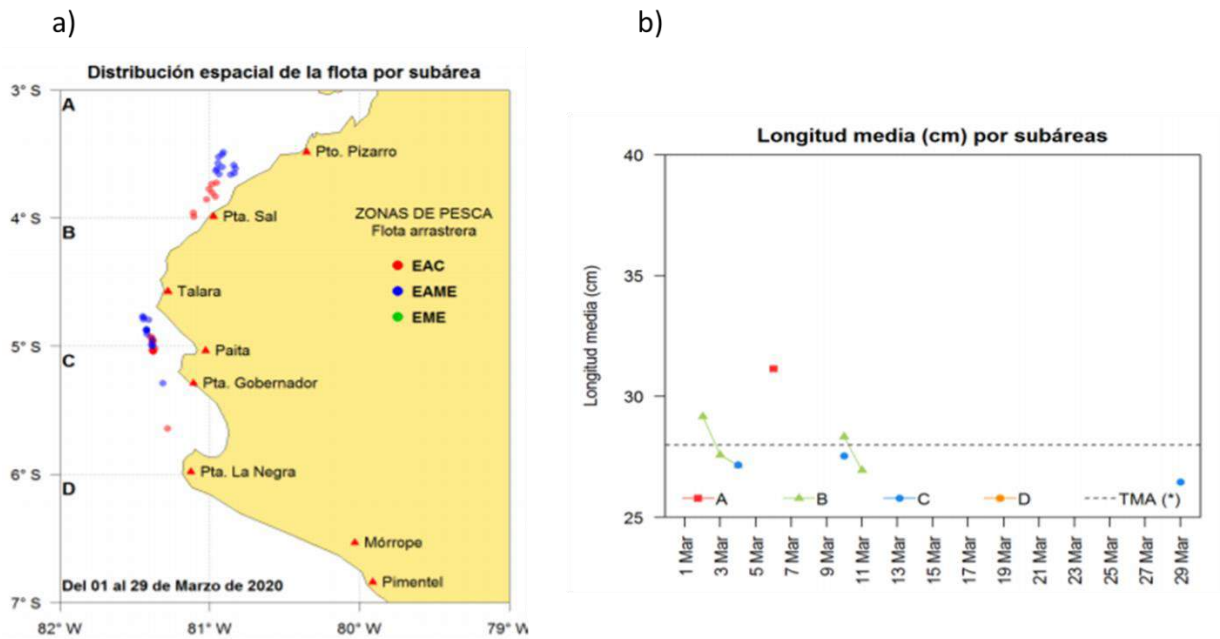 a)
Distribución espacial de la flota por subárea
3° S
A
Pto. Pizarro
4° S
Pta. Sal
B
ZONAS DE PESCA
Flota arrastrera
EAC
EAME
EME
Talara
5° S
C
Paita
Pta. Gobernador
6° S
Pta. La Negra
D
Mórrope
Pimentel
Del 01 al 29 de Marzo de 2020
7° S
82° W
81° W
80° W
79° W
b)
Longitud media (cm) por subáreas
Longitud media (cm)
40
35
30
25
A
B
C
D
TMA (*)
1 Mar
3 Mar
5 Mar
7 Mar
9 Mar
11 Mar
13 Mar
15 Mar
17 Mar
19 Mar
21 Mar
23 Mar
25 Mar
27 Mar
29 Mar